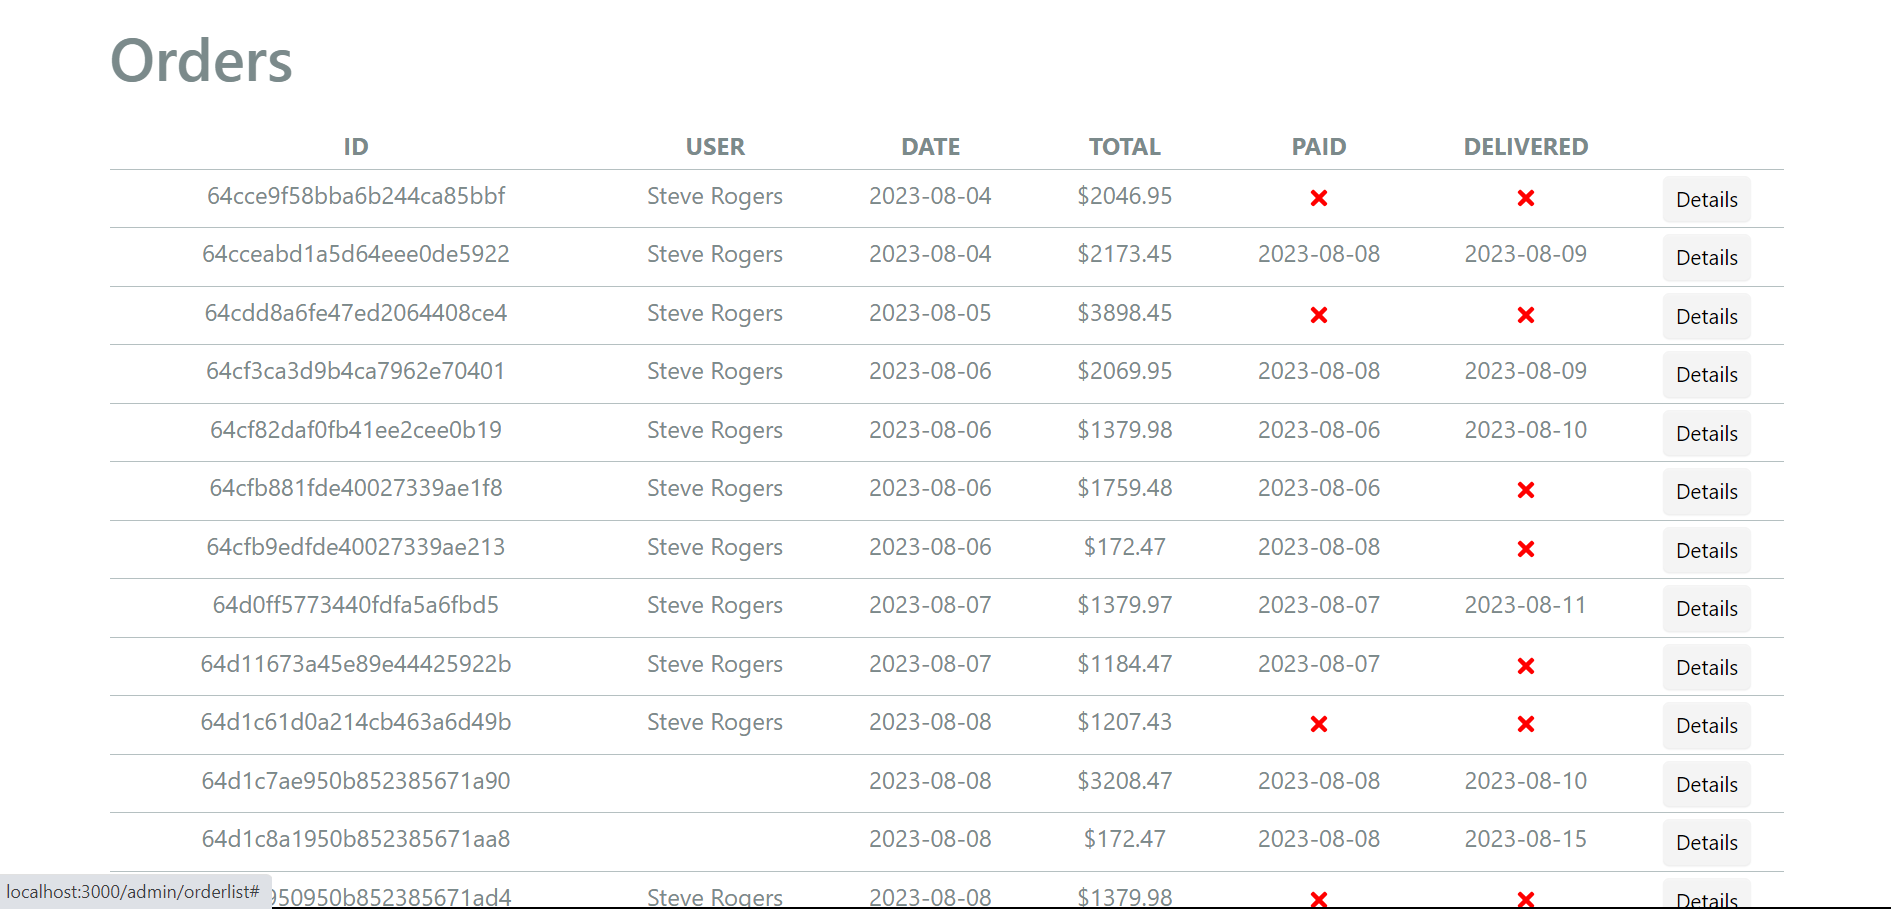 Orders
ID USER DATE TOTAL PAID DELIVERED
64cce9f58bba6b244ca85bbf Steve Rogers 2023-08-04 $2046.95 Details
64cceabd1a5d64eee0de5922 Steve Rogers 2023-08-04 $2173.45 2023-08-08 2023-08-09 Details
64cdd8a6fe47ed2064408ce4 Steve Rogers 2023-08-05 $3898.45 Details
64cf3ca3d9b4ca7962e70401 Steve Rogers 2023-08-06 $2069.95 2023-08-08 2023-08-09 Details
64cf82daf0fb41ee2cee0b19 Steve Rogers 2023-08-06 $1379.98 2023-08-06 2023-08-10 Details
64cfb881fde40027339ae1f8 Steve Rogers 2023-08-06 $1759.48 2023-08-06 Details
64cfb9edfde40027339ae213 Steve Rogers 2023-08-06 $172.47 2023-08-08 Details
64d0ff5773440fdfa5a6fbd5 Steve Rogers 2023-08-07 $1379.97 2023-08-07 2023-08-11 Details
64d11673a45e89e44425922b Steve Rogers 2023-08-07 $1184.47 2023-08-07 Details
64d1c61d0a214cb463a6d49b Steve Rogers 2023-08-08 $1207.43 Details
64d1c7ae950b852385671a90 2023-08-08 $3208.47 2023-08-08 2023-08-10 Details
64d1c8a1950b852385671aa8 2023-08-08 $172.47 2023-08-08 2023-08-15 Details
950950b852385671ad4 Steve Rogers 2023-08-08 $1379.98 Details
localhost:3000/admin/orderlist#